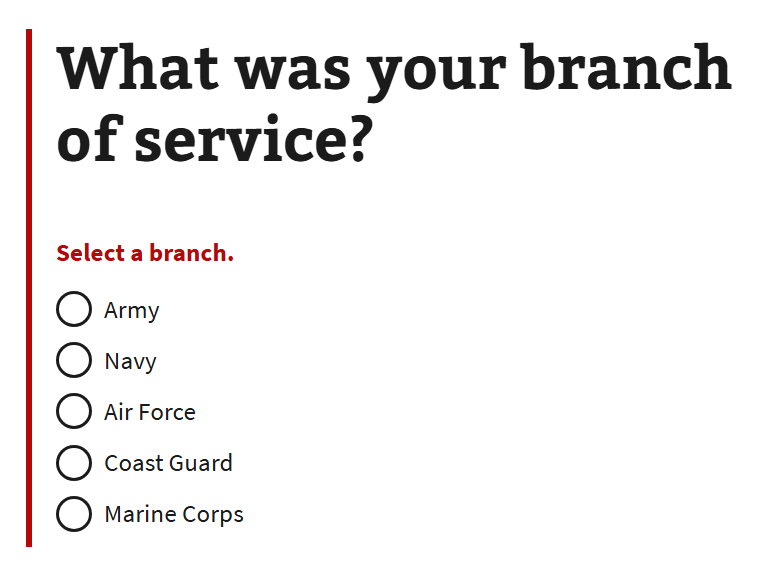 What was your branch
of service?
Select a branch.
Army
Navy
Air Force
Coast Guard
Marine Corps